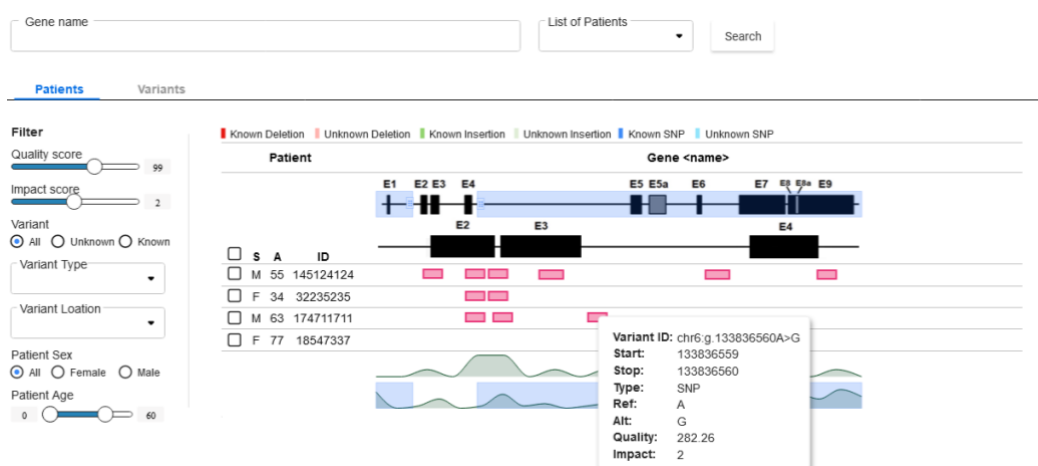 Gene name
List of Patients
Search
Patients Variants
Filter
Known Deletion Unknown Deletion Known Insertion Unknown Insertion Known SNP Unknown SNP
Quality score
99
Patient Gene <name>
Impact score
2
E1 E2 E3 E4 E5 E5a E6 E7 E8 E8a E9
Variant
All Unknown Known
E2 E3 E4
Variant Type
S A ID
M 55 145124124
F 34 32235235
Variant Loation
M 63 174711711
F 77 18547337
Patient Sex
All Female Male
Patient Age
0 60
Variant ID: chr6:g.133836560A>G
Start: 133836559
Stop: 133836560
Type: SNP
Ref: A
Alt: G
Quality: 282.26
Impact: 2